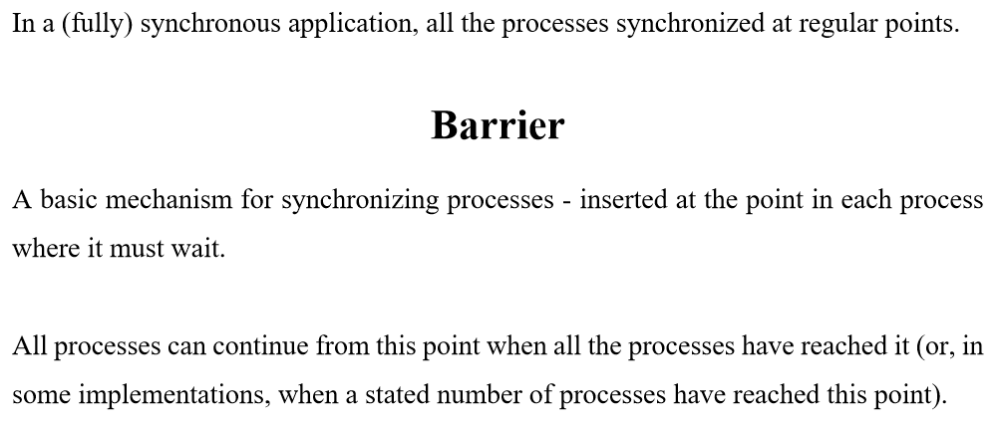 In a (fully) synchronous application, all the processes synchronized at regular points.
Barrier
A basic mechanism for synchronizing processes - inserted at the point in each process
where it must wait.
All processes can continue from this point when all the processes have reached it (or, in
some implementations, when a stated number of processes have reached this point).